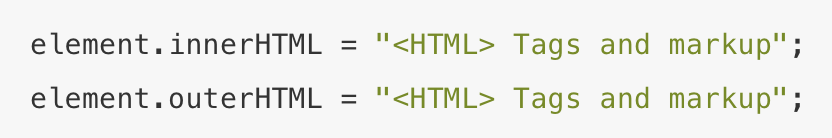 element.innerHTML = "<HTML> Tags and markup";
element.outerHTML = "<HTML> Tags and markup";